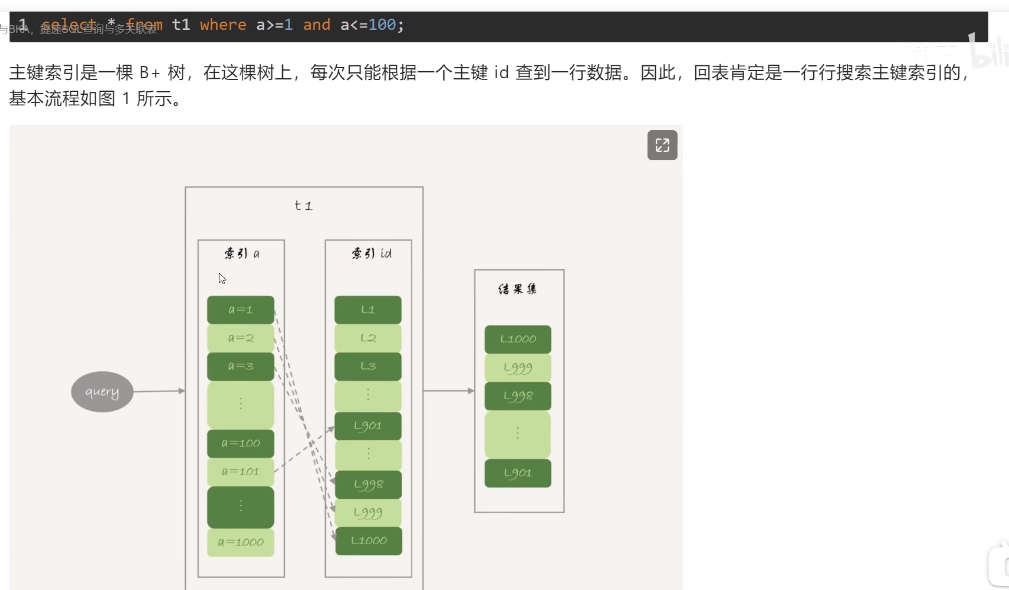 1 select * from t1 where a>=1 and a<=100;
主键索引是一棵 B+ 树，在这棵树上，每次只能根据一个主键 id 查到一行数据。因此，回表肯定是一行行搜索主键索引的，
基本流程如图 1 所示。
t1
索引 a
索引 id
结果集
query
a=1
a=2
a=3
⋮
a=100
a=101
⋮
a=1000
L1
L2
L3
⋮
L901
⋮
L998
L999
L1000
L1000
L999
L998
⋮
L901